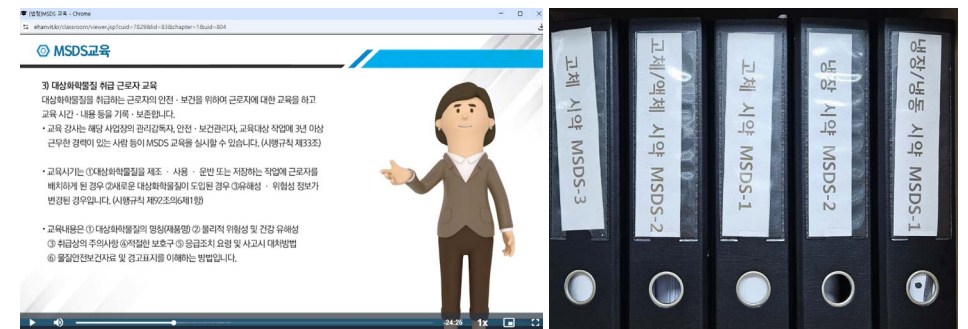 [법정]MSDS 교육 - Chrome
MSDS교육
3) 대상화학물질 취급 근로자 교육
대상화학물질을 취급하는 근로자의 안전 · 보건을 위하여 근로자에 대한 교육을 하고
교육 시간 · 내용 등을 기록 · 보존합니다.
• 교육 강사는 해당 사업장의 관리감독자, 안전 · 보건관리자, 교육대상 작업에 3년 이상
근무한 경력이 있는 사람 등이 MSDS 교육을 실시할 수 있습니다. (시행규칙 제33조)
• 교육시기는 ①대상화학물질을 제조 · 사용 · 운반 또는 저장하는 작업에 근로자를
배치하게 된 경우 ②새로운 대상화학물질이 도입된 경우 ③유해성 · 위험성 정보가
변경된 경우입니다. (시행규칙 제92조의6제1항)
• 교육내용은 ① 대상화학물질의 명칭(제품명) ② 물리적 위험성 및 건강 유해성
③ 취급상의 주의사항 ④적절한 보호구 ⑤ 응급조치 요령 및 사고시 대처방법
⑥ 물질안전보건자료 및 경고표지를 이해하는 방법입니다.
-24:26 1x
고체 시약 MSDS-3
고체/액체 시약 MSDS-2
고체 시약 MSDS-1
냉장 시약 MSDS-2
냉장/냉동 시약 MSDS-1